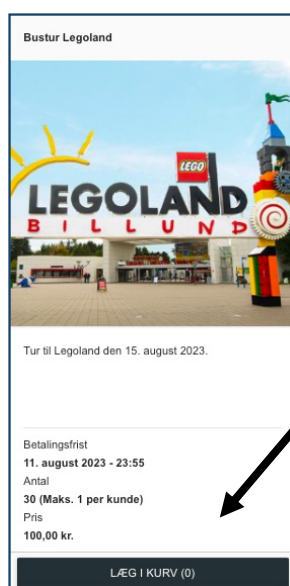 Bustur Legoland
LEGO
LEGOLAND
BILLUND
Tur til Legoland den 15. august 2023.
Betalingsfrist
11. august 2023 - 23:55
Antal
30 (Maks. 1 per kunde)
Pris
100,00 kr.
LÆG I KURV (0)